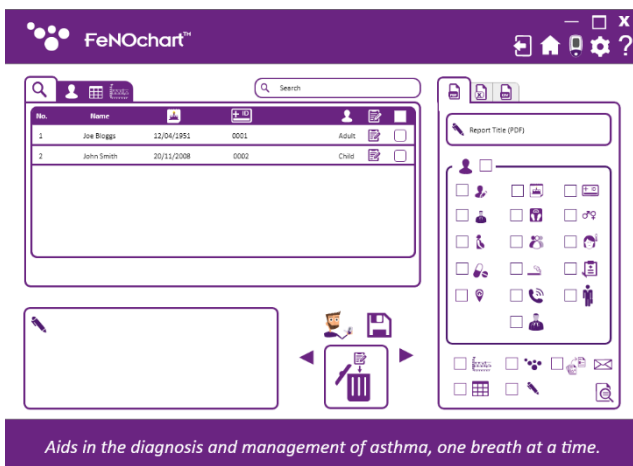 FeNOchart™
X
?
Search
No. Name ID
1 Joe Bloggs 12/04/1951 0001 Adult
2 John Smith 20/11/2008 0002 Child
Report Title (PDF)
Aids in the diagnosis and management of asthma, one breath at a time.